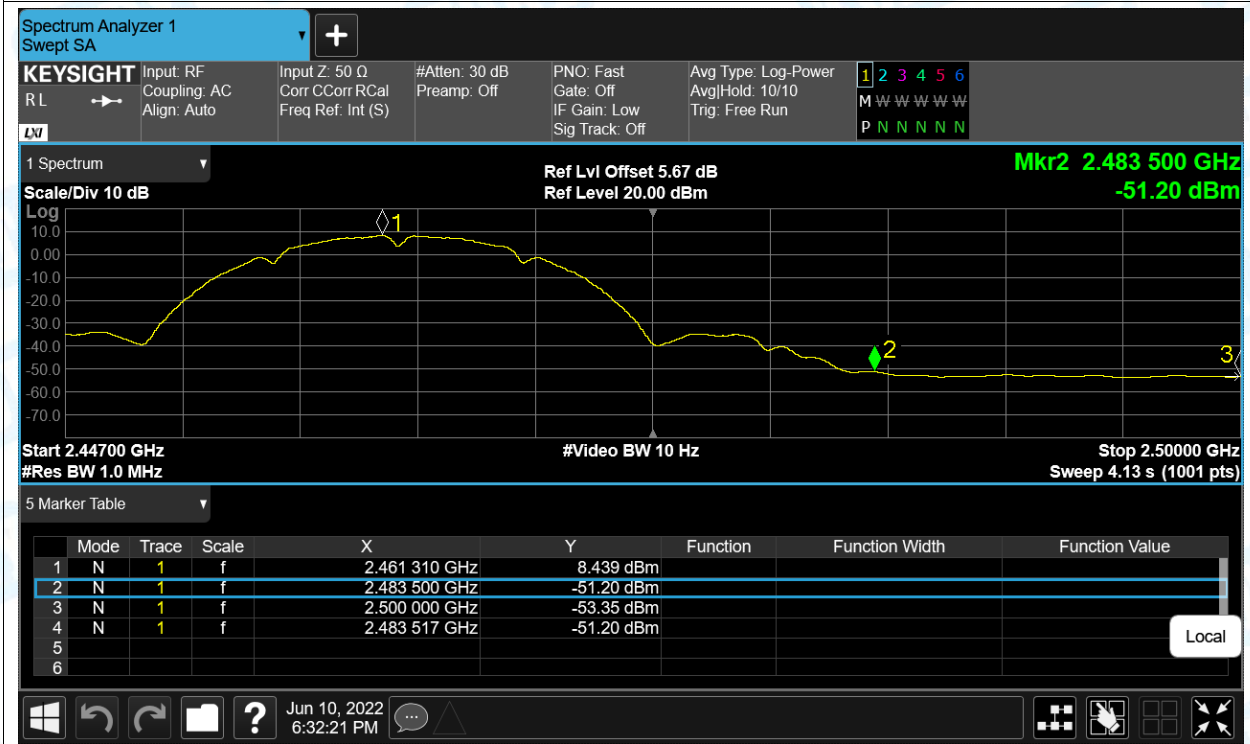 Spectrum Analyzer 1
Swept SA
+
KEYSIGHT
R L
LXI
Input: RF
Coupling: AC
Align: Auto
Input Z: 50 Ω
Corr CCorr RCal
Freq Ref: Int (S)
#Atten: 30 dB
Preamp: Off
PNO: Fast
Gate: Off
IF Gain: Low
Sig Track: Off
Avg Type: Log-Power
Avg|Hold: 10/10
Trig: Free Run
1 2 3 4 5 6
M W W W W W
P N N N N N
1 Spectrum
Scale/Div 10 dB
Ref Lvl Offset 5.67 dB
Ref Level 20.00 dBm
Mkr2 2.483 500 GHz
-51.20 dBm
Log
10.0
0.00
-10.0
-20.0
-30.0
-40.0
-50.0
-60.0
-70.0
1
2
3
Start 2.44700 GHz
#Res BW 1.0 MHz
#Video BW 10 Hz
Stop 2.50000 GHz
Sweep 4.13 s (1001 pts)
5 Marker Table
Mode Trace Scale X Y Function Function Width Function Value
1 N 1 f 2.461 310 GHz 8.439 dBm
2 N 1 f 2.483 500 GHz -51.20 dBm
3 N 1 f 2.500 000 GHz -53.35 dBm
4 N 1 f 2.483 517 GHz -51.20 dBm
5
6
Local
?
Jun 10, 2022
6:32:21 PM